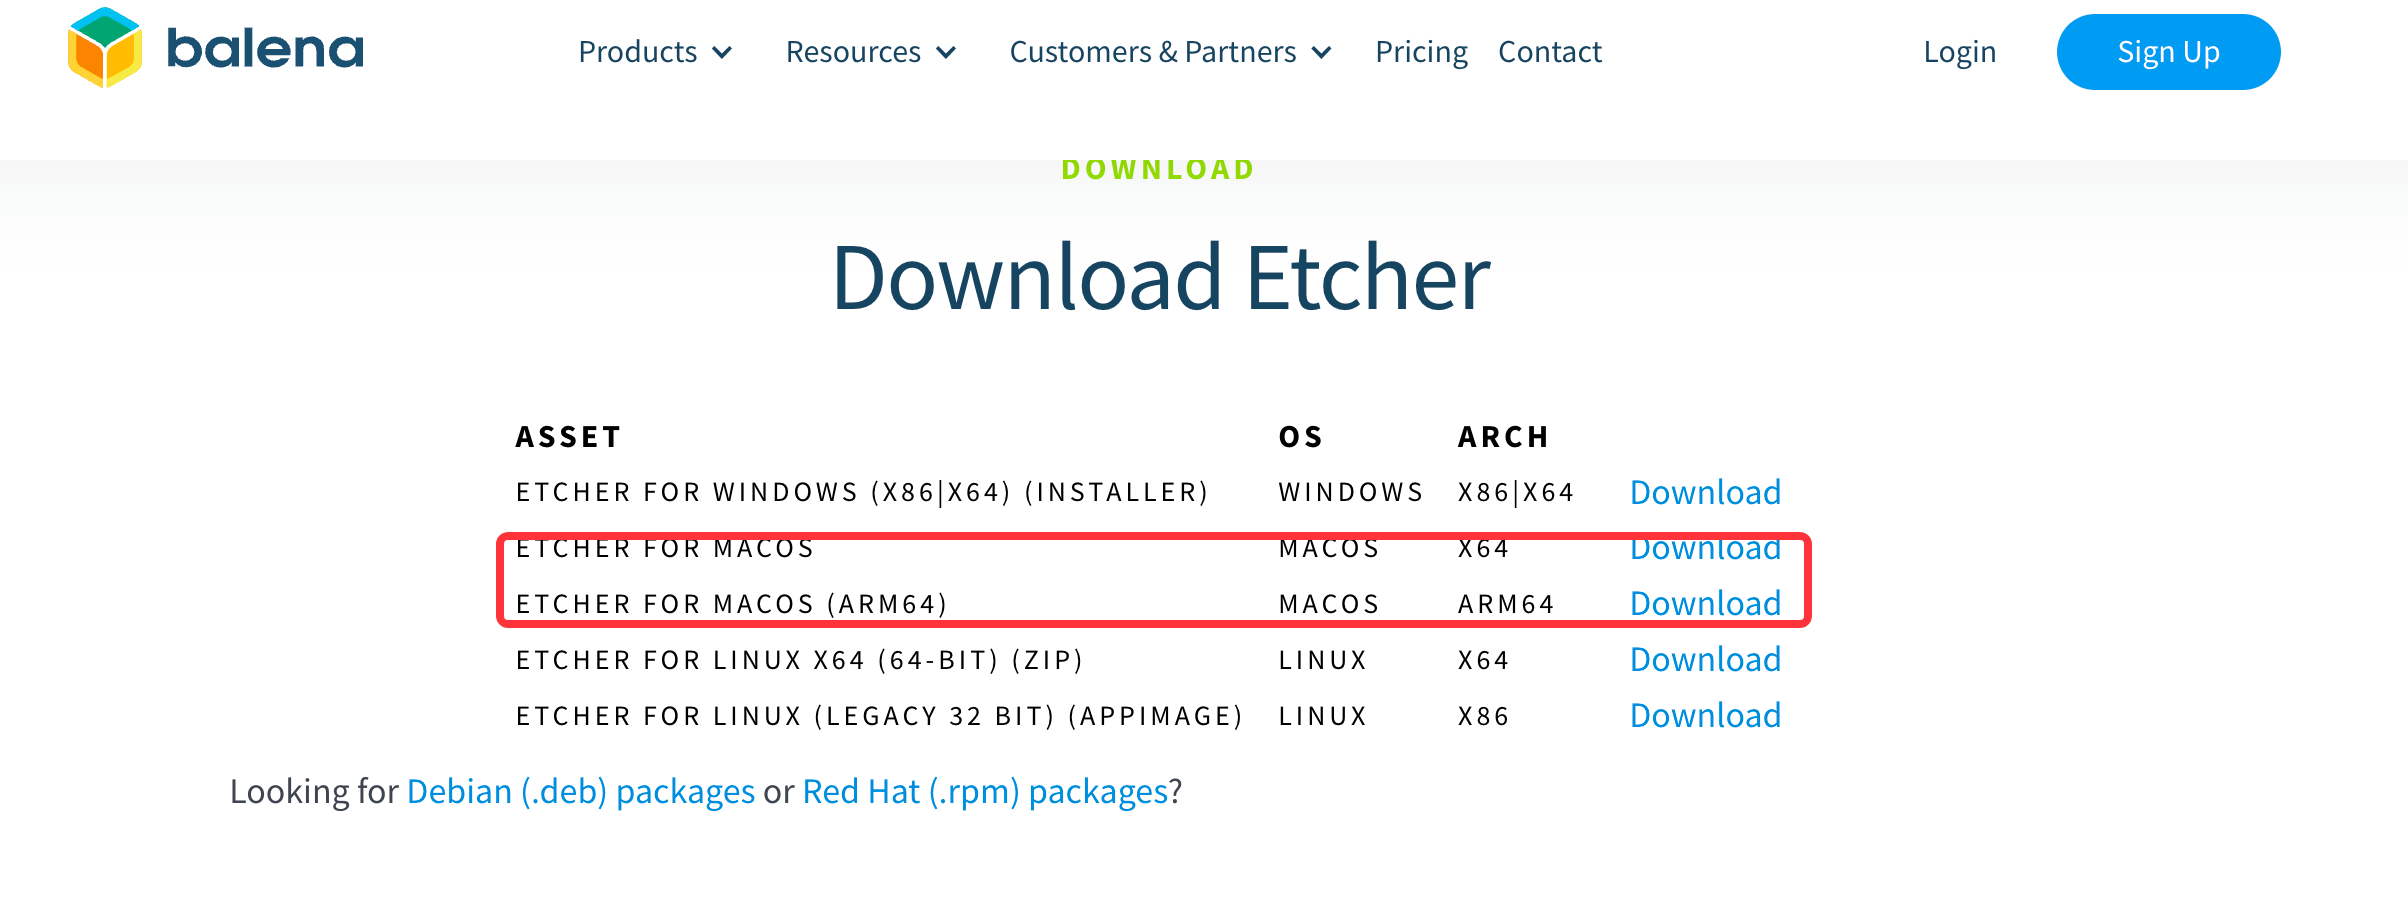 balena Products Resources Customers & Partners Pricing Contact Login Sign Up
DOWNLOAD
Download Etcher
ASSET OS ARCH
ETCHER FOR WINDOWS (X86|X64) (INSTALLER) WINDOWS X86|X64 Download
ETCHER FOR MACOS MACOS X64 Download
ETCHER FOR MACOS (ARM64) MACOS ARM64 Download
ETCHER FOR LINUX X64 (64-BIT) (ZIP) LINUX X64 Download
ETCHER FOR LINUX (LEGACY 32 BIT) (APPIMAGE) LINUX X86 Download
Looking for Debian (.deb) packages or Red Hat (.rpm) packages?